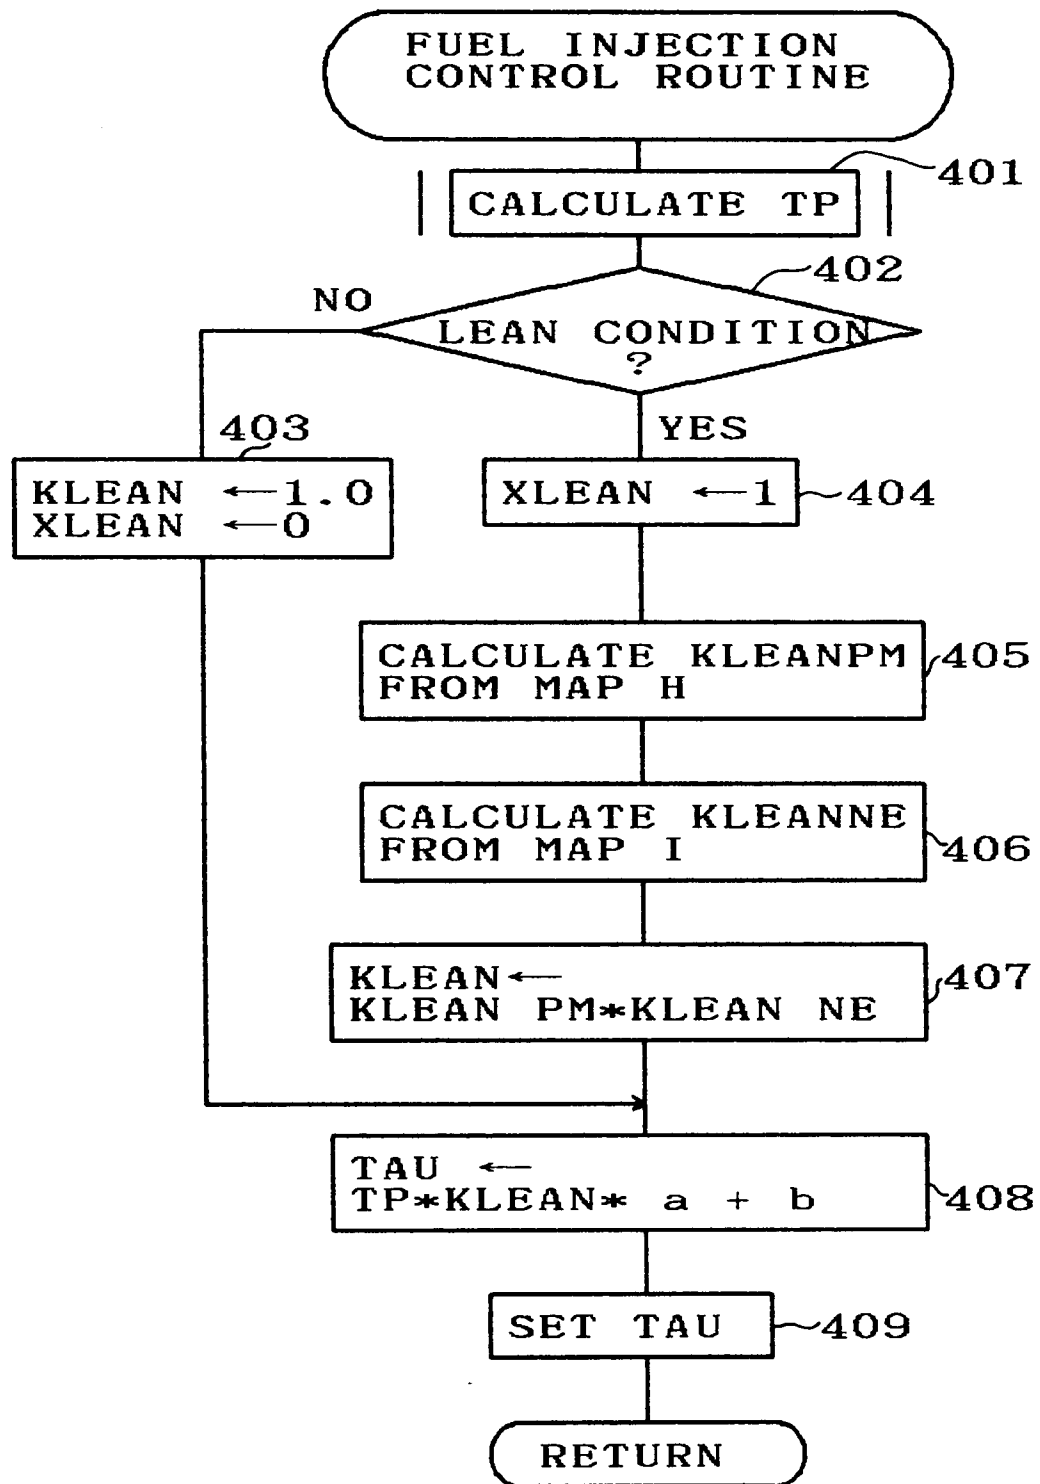 FUEL INJECTION
CONTROL ROUTINE
401
CALCULATE TP
402
NO
LEAN CONDITION
?
YES
403
KLEAN ←1.0
XLEAN ←0
XLEAN ←1
404
CALCULATE KLEANPM
FROM MAP H
405
CALCULATE KLEANNE
FROM MAP I
406
KLEAN←
KLEAN PM*KLEAN NE
407
TAU ←
TP*KLEAN* a + b
408
SET TAU
409
RETURN